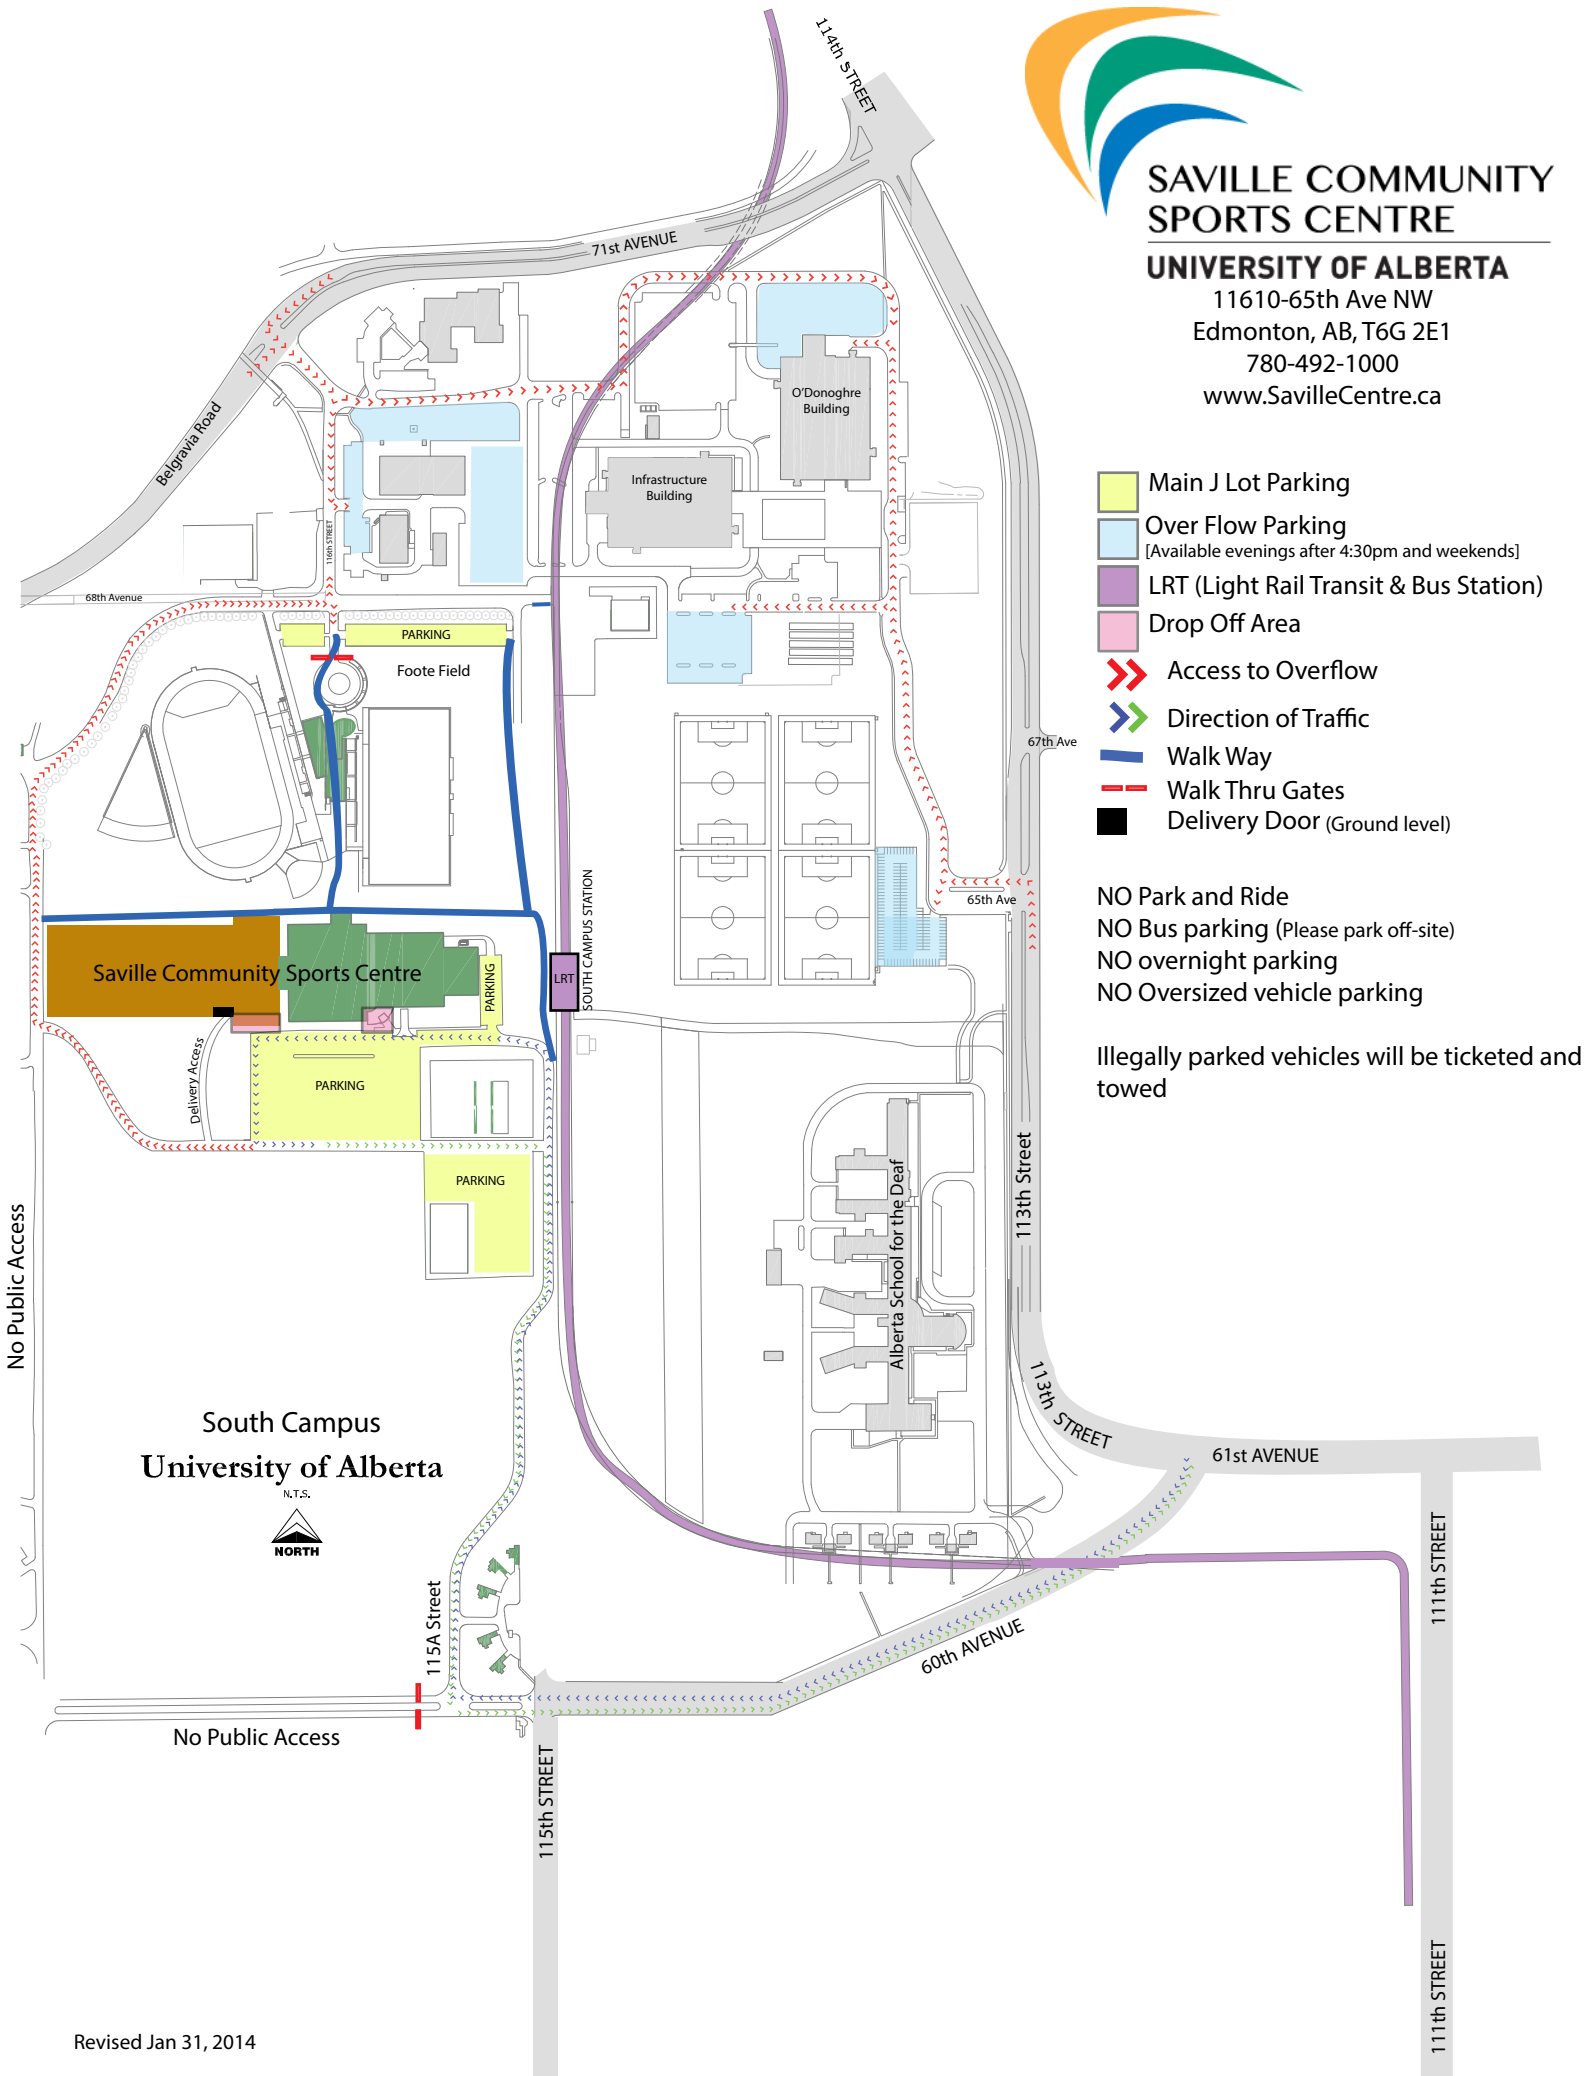 114th STREET
SAVILLE COMMUNITY
SPORTS CENTRE
UNIVERSITY OF ALBERTA
11610-65th Ave NW
Edmonton, AB, T6G 2E1
780-492-1000
www.SavilleCentre.ca
71st AVENUE
Belgravia Road
O'Donoghre
Building
Infrastructure
Building
116th STREET
68th Avenue
PARKING
Foote Field
Main J Lot Parking
Over Flow Parking
[Available evenings after 4:30pm and weekends]
LRT (Light Rail Transit & Bus Station)
Drop Off Area
Access to Overflow
Direction of Traffic
Walk Way
Walk Thru Gates
Delivery Door (Ground level)
67th Ave
65th Ave
NO Park and Ride
NO Bus parking (Please park off-site)
NO overnight parking
NO Oversized vehicle parking
Illegally parked vehicles will be ticketed and
towed
Saville Community Sports Centre
PARKING
LRT
SOUTH CAMPUS STATION
Delivery Access
PARKING
PARKING
No Public Access
Alberta School for the Deaf
113th Street
113th STREET
61st AVENUE
South Campus
University of Alberta
N.T.S.
NORTH
115A Street
60th AVENUE
111th STREET
No Public Access
115th STREET
111th STREET
Revised Jan 31, 2014